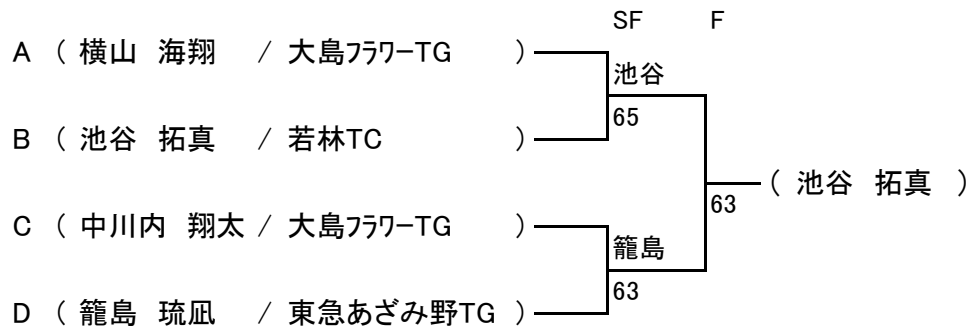 SF F
A ( 横山 海翔 / 大島ﾌﾗﾜｰTG )
池谷
65
B ( 池谷 拓真 / 若林TC )
( 池谷 拓真 )
63
C ( 中川内 翔太 / 大島ﾌﾗﾜｰTG )
籠島
63
D ( 籠島 琉凪 / 東急あざみ野TG )